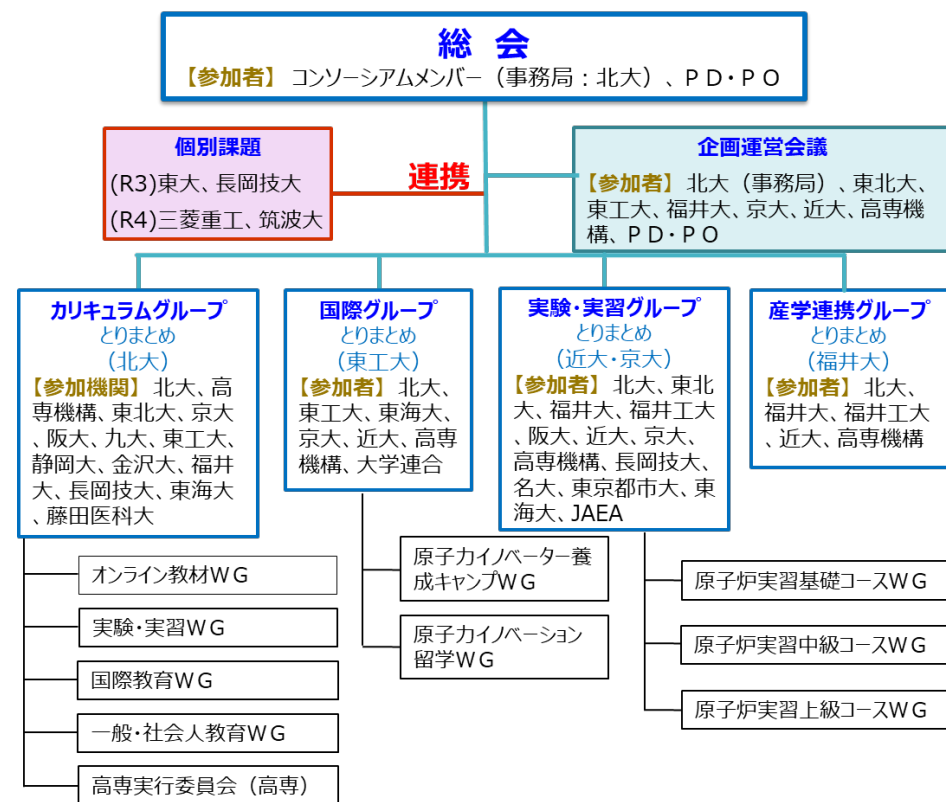 総 会
【参加者】 コンソーシアムメンバー（事務局：北大）、ＰＤ・ＰＯ
個別課題
(R3)東大、長岡技大
(R4)三菱重工、筑波大
連携
企画運営会議
【参加者】 北大（事務局）、東北大、
東工大、福井大、京大、近大、高専機
構、ＰＤ・ＰＯ
カリキュラムグループ
とりまとめ
（北大）
【参加機関】 北大、高
専機構、東北大、京大
、阪大、九大、東工大、
静岡大、金沢大、福井
大、長岡技大、東海大
、藤田医科大
国際グループ
とりまとめ
（東工大）
【参加者】 北大、
東工大、東海大、
京大、近大、高専
機構、大学連合
実験・実習グループ
とりまとめ
（近大・京大）
【参加者】 北大、東北
大、福井大、福井工大
、阪大、近大、京大、
高専機構、長岡技大、
名大、東京都市大、東
海大、JAEA
産学連携グループ
とりまとめ
（福井大）
【参加者】 北大、
福井大、福井工大
、近大、高専機構
オンライン教材ＷＧ
実験・実習ＷＧ
国際教育ＷＧ
一般・社会人教育ＷＧ
高専実行委員会（高専）
原子力イノベーター養
成キャンプＷＧ
原子力イノベーション
留学ＷＧ
原子炉実習基礎コースＷＧ
原子炉実習中級コースＷＧ
原子炉実習上級コースＷＧ